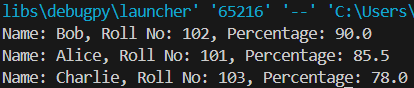 libs\debugpy\launcher' '65216' '--' 'C:\Users\
Name: Bob, Roll No: 102, Percentage: 90.0
Name: Alice, Roll No: 101, Percentage: 85.5
Name: Charlie, Roll No: 103, Percentage: 78.0